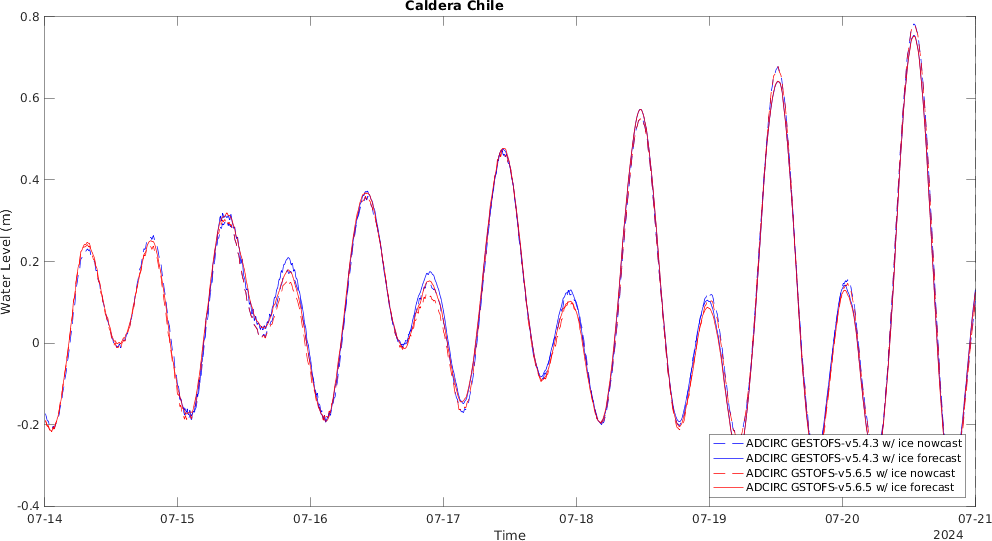 Caldera Chile
0.8
0.6
0.4
0.2
0
-0.2
-0.4
Water Level (m)
ADCIRC GESTOFS-v5.4.3 w/ ice nowcast
ADCIRC GESTOFS-v5.4.3 w/ ice forecast
ADCIRC GSTOFS-v5.6.5 w/ ice nowcast
ADCIRC GSTOFS-v5.6.5 w/ ice forecast
07-14 07-15 07-16 07-17 07-18 07-19 07-20 07-21
Time
2024